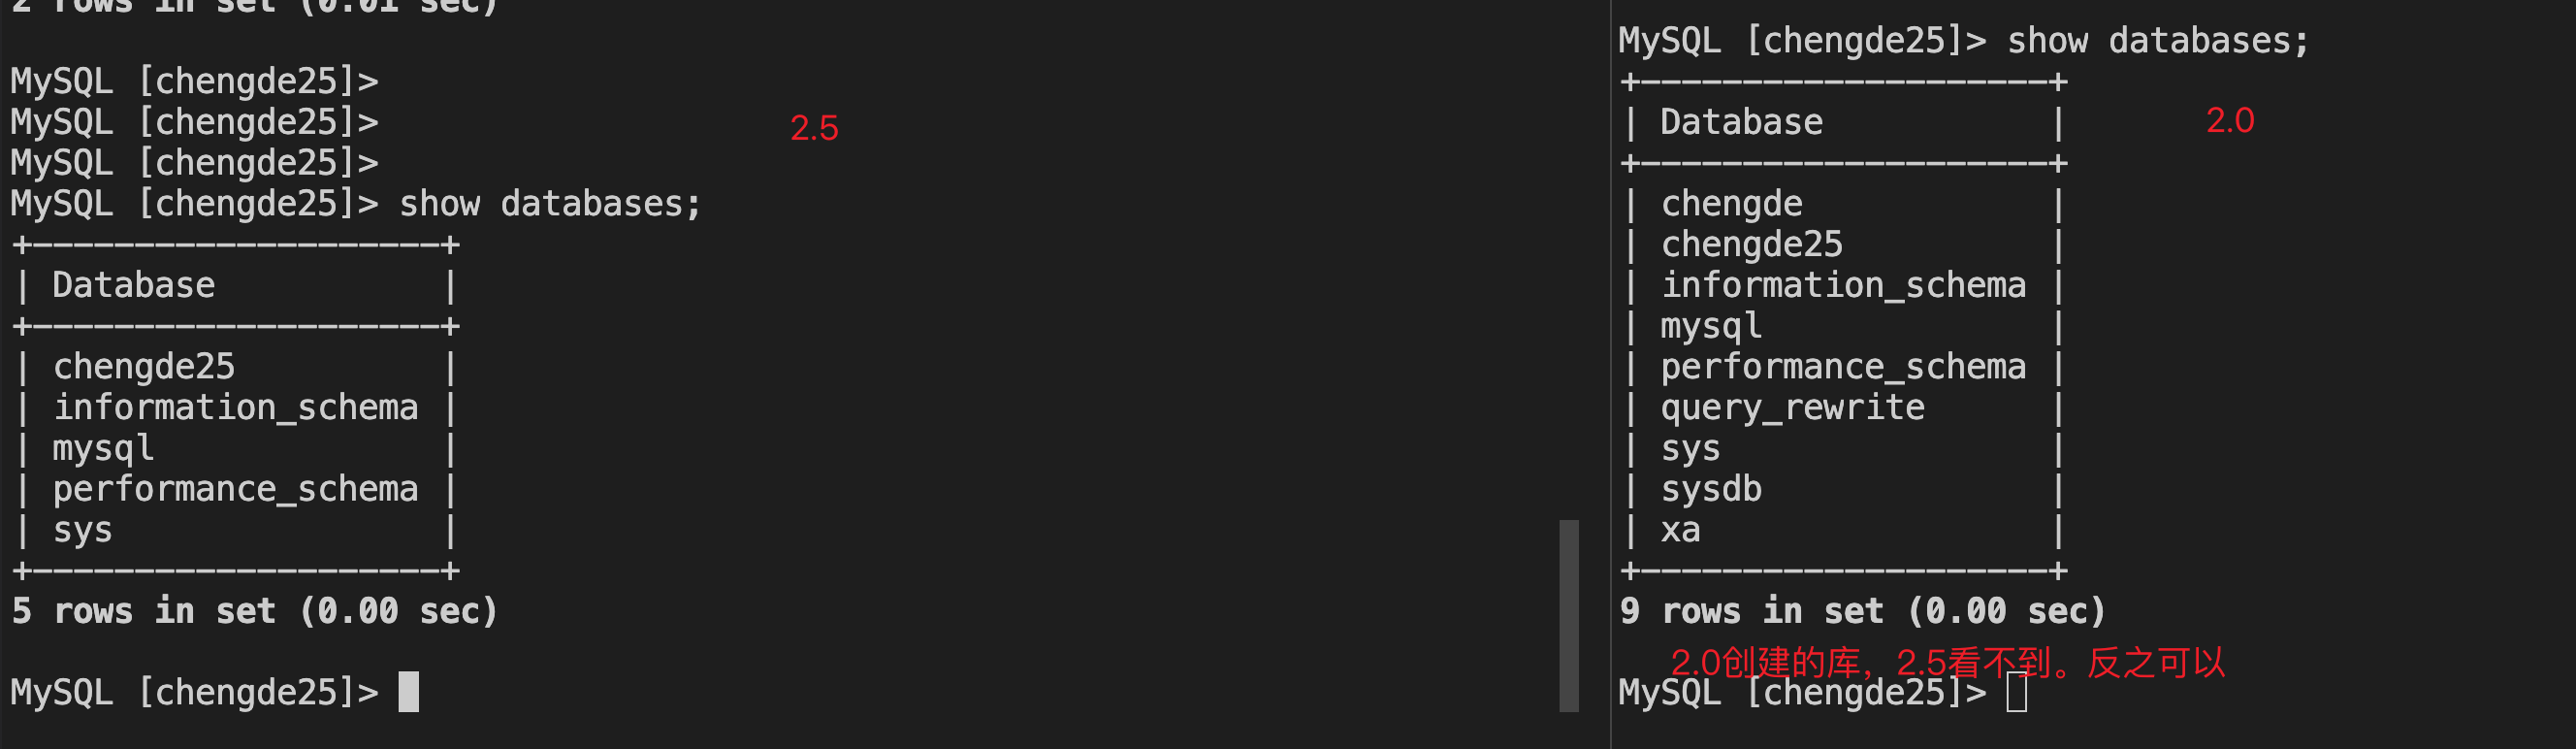 2 rows in set (0.01 sec)
MySQL [chengde25]>
MySQL [chengde25]>
MySQL [chengde25]>
MySQL [chengde25]> show databases;
+--------------------+
| Database           |
+--------------------+
| chengde25          |
| information_schema |
| mysql              |
| performance_schema |
| sys                |
+--------------------+
5 rows in set (0.00 sec)
MySQL [chengde25]>
2.5
MySQL [chengde25]> show databases;
+--------------------+
| Database           |
+--------------------+
| chengde            |
| chengde25          |
| information_schema |
| mysql              |
| performance_schema |
| query_rewrite      |
| sys                |
| sysdb              |
| xa                 |
+--------------------+
9 rows in set (0.00 sec)
2.0
2.0创建的库，2.5看不到。反之可以
MySQL [chengde25]>